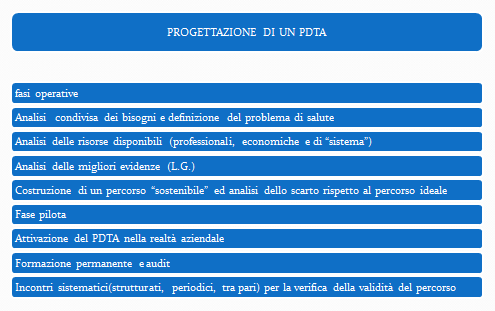 PROGETTAZIONE DI UN PDTA
fasi operative
Analisi condivisa dei bisogni e definizione del problema di salute
Analisi delle risorse disponibili (professionali, economiche e di “sistema”)
Analisi delle migliori evidenze (L.G.)
Costruzione di un percorso “sostenibile” ed analisi dello scarto rispetto al percorso ideale
Fase pilota
Attivazione del PDTA nella realtà aziendale
Formazione permanente e audit
Incontri sistematici(strutturati, periodici, tra pari) per la verifica della validità del percorso